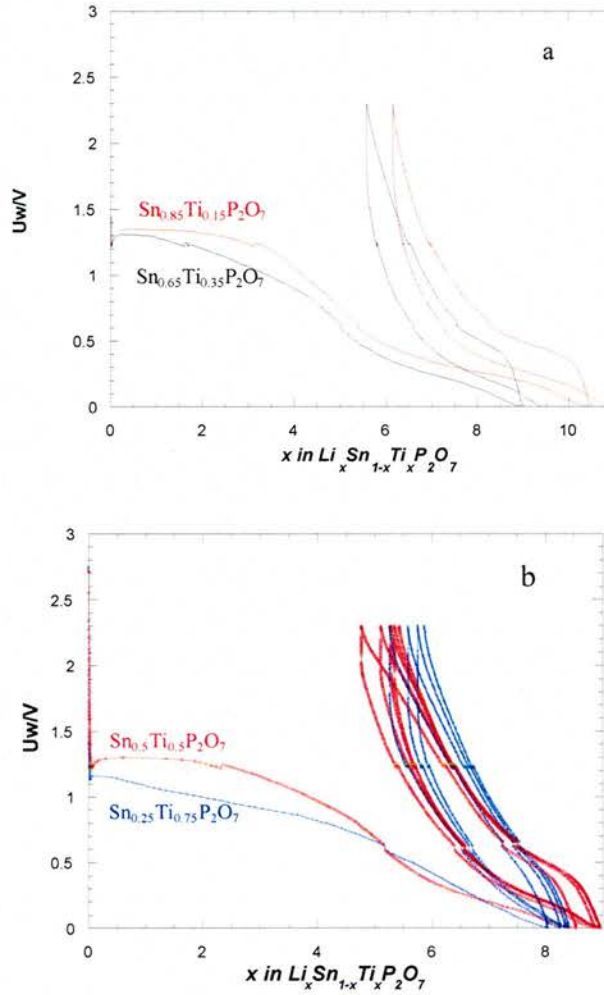 3
a
2.5
2
Uw/V
1.5
Sn₀.₈₅Ti₀.₁₅P₂O₇
1
Sn₀.₆₅Ti₀.₃₅P₂O₇
0.5
0
0 2 4 6 8 10
x in LiₓSn₁₋ₓTiₓP₂O₇
3
b
2.5
2
Uw/V
1.5
Sn₀.₅Ti₀.₅P₂O₇
1
Sn₀.₂₅Ti₀.₇₅P₂O₇
0.5
0
0 2 4 6 8
x in LiₓSn₁₋ₓTiₓP₂O₇